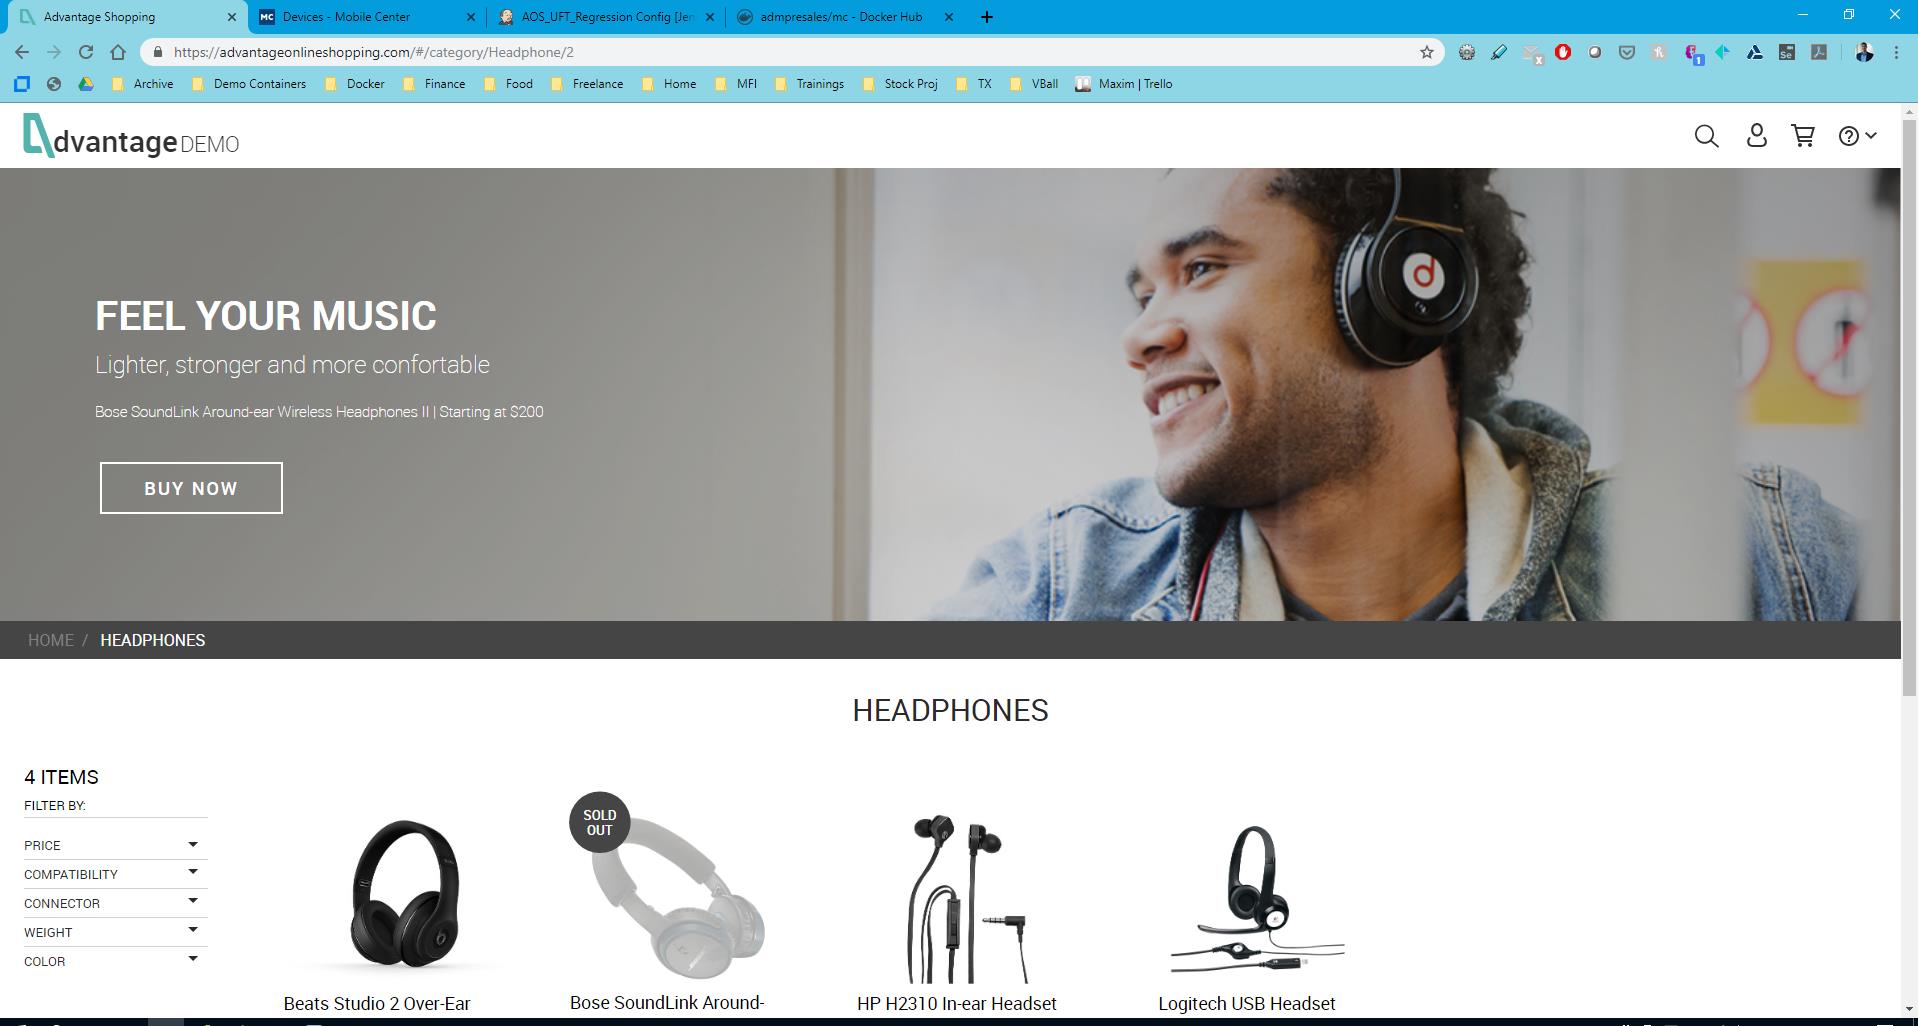 Advantage Shopping
MC Devices - Mobile Center
AOS_UFT_Regression Config [Jen
admpresales/mc - Docker Hub
https://advantageonlineshopping.com/#/category/Headphone/2
x
1
Se
Archive
Demo Containers
Docker
Finance
Food
Freelance
Home
MFI
Trainings
Stock Proj
TX
VBall
Maxim | Trello
Advantage DEMO
FEEL YOUR MUSIC
Lighter, stronger and more confortable
Bose SoundLink Around-ear Wireless Headphones II | Starting at $200
BUY NOW
HOME / HEADPHONES
HEADPHONES
4 ITEMS
FILTER BY:
PRICE
COMPATIBILITY
CONNECTOR
WEIGHT
COLOR
SOLD
OUT
Beats Studio 2 Over-Ear
Bose SoundLink Around-
HP H2310 In-ear Headset
Logitech USB Headset